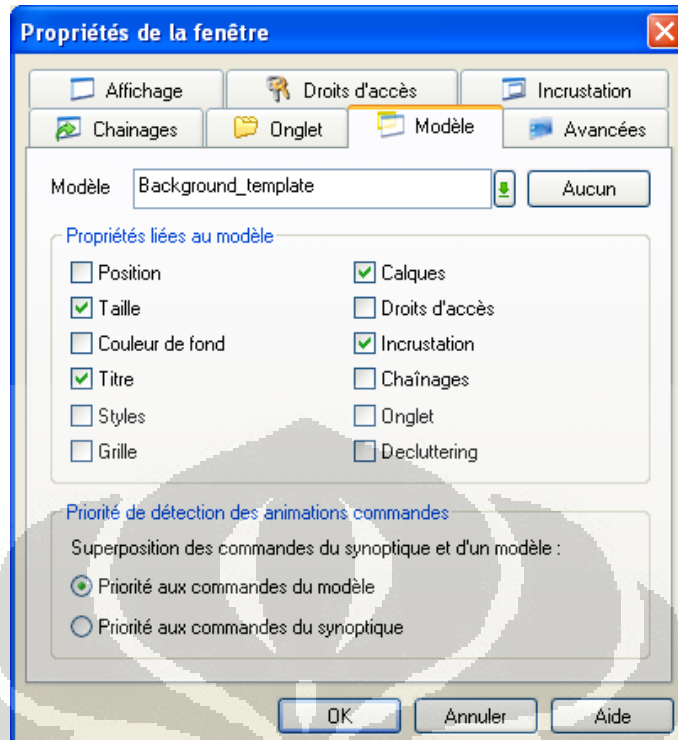 Propriétés de la fenêtre
Affichage Droits d'accès Incrustation
Chainages Onglet Modèle Avancées
Modèle Background_template Aucun
Propriétés liées au modèle
Position Calques
Taille Droits d'accès
Couleur de fond Incrustation
Titre Chaînages
Styles Onglet
Grille Decluttering
Priorité de détection des animations commandes
Superposition des commandes du synoptique et d'un modèle :
Priorité aux commandes du modèle
Priorité aux commandes du synoptique
OK Annuler Aide